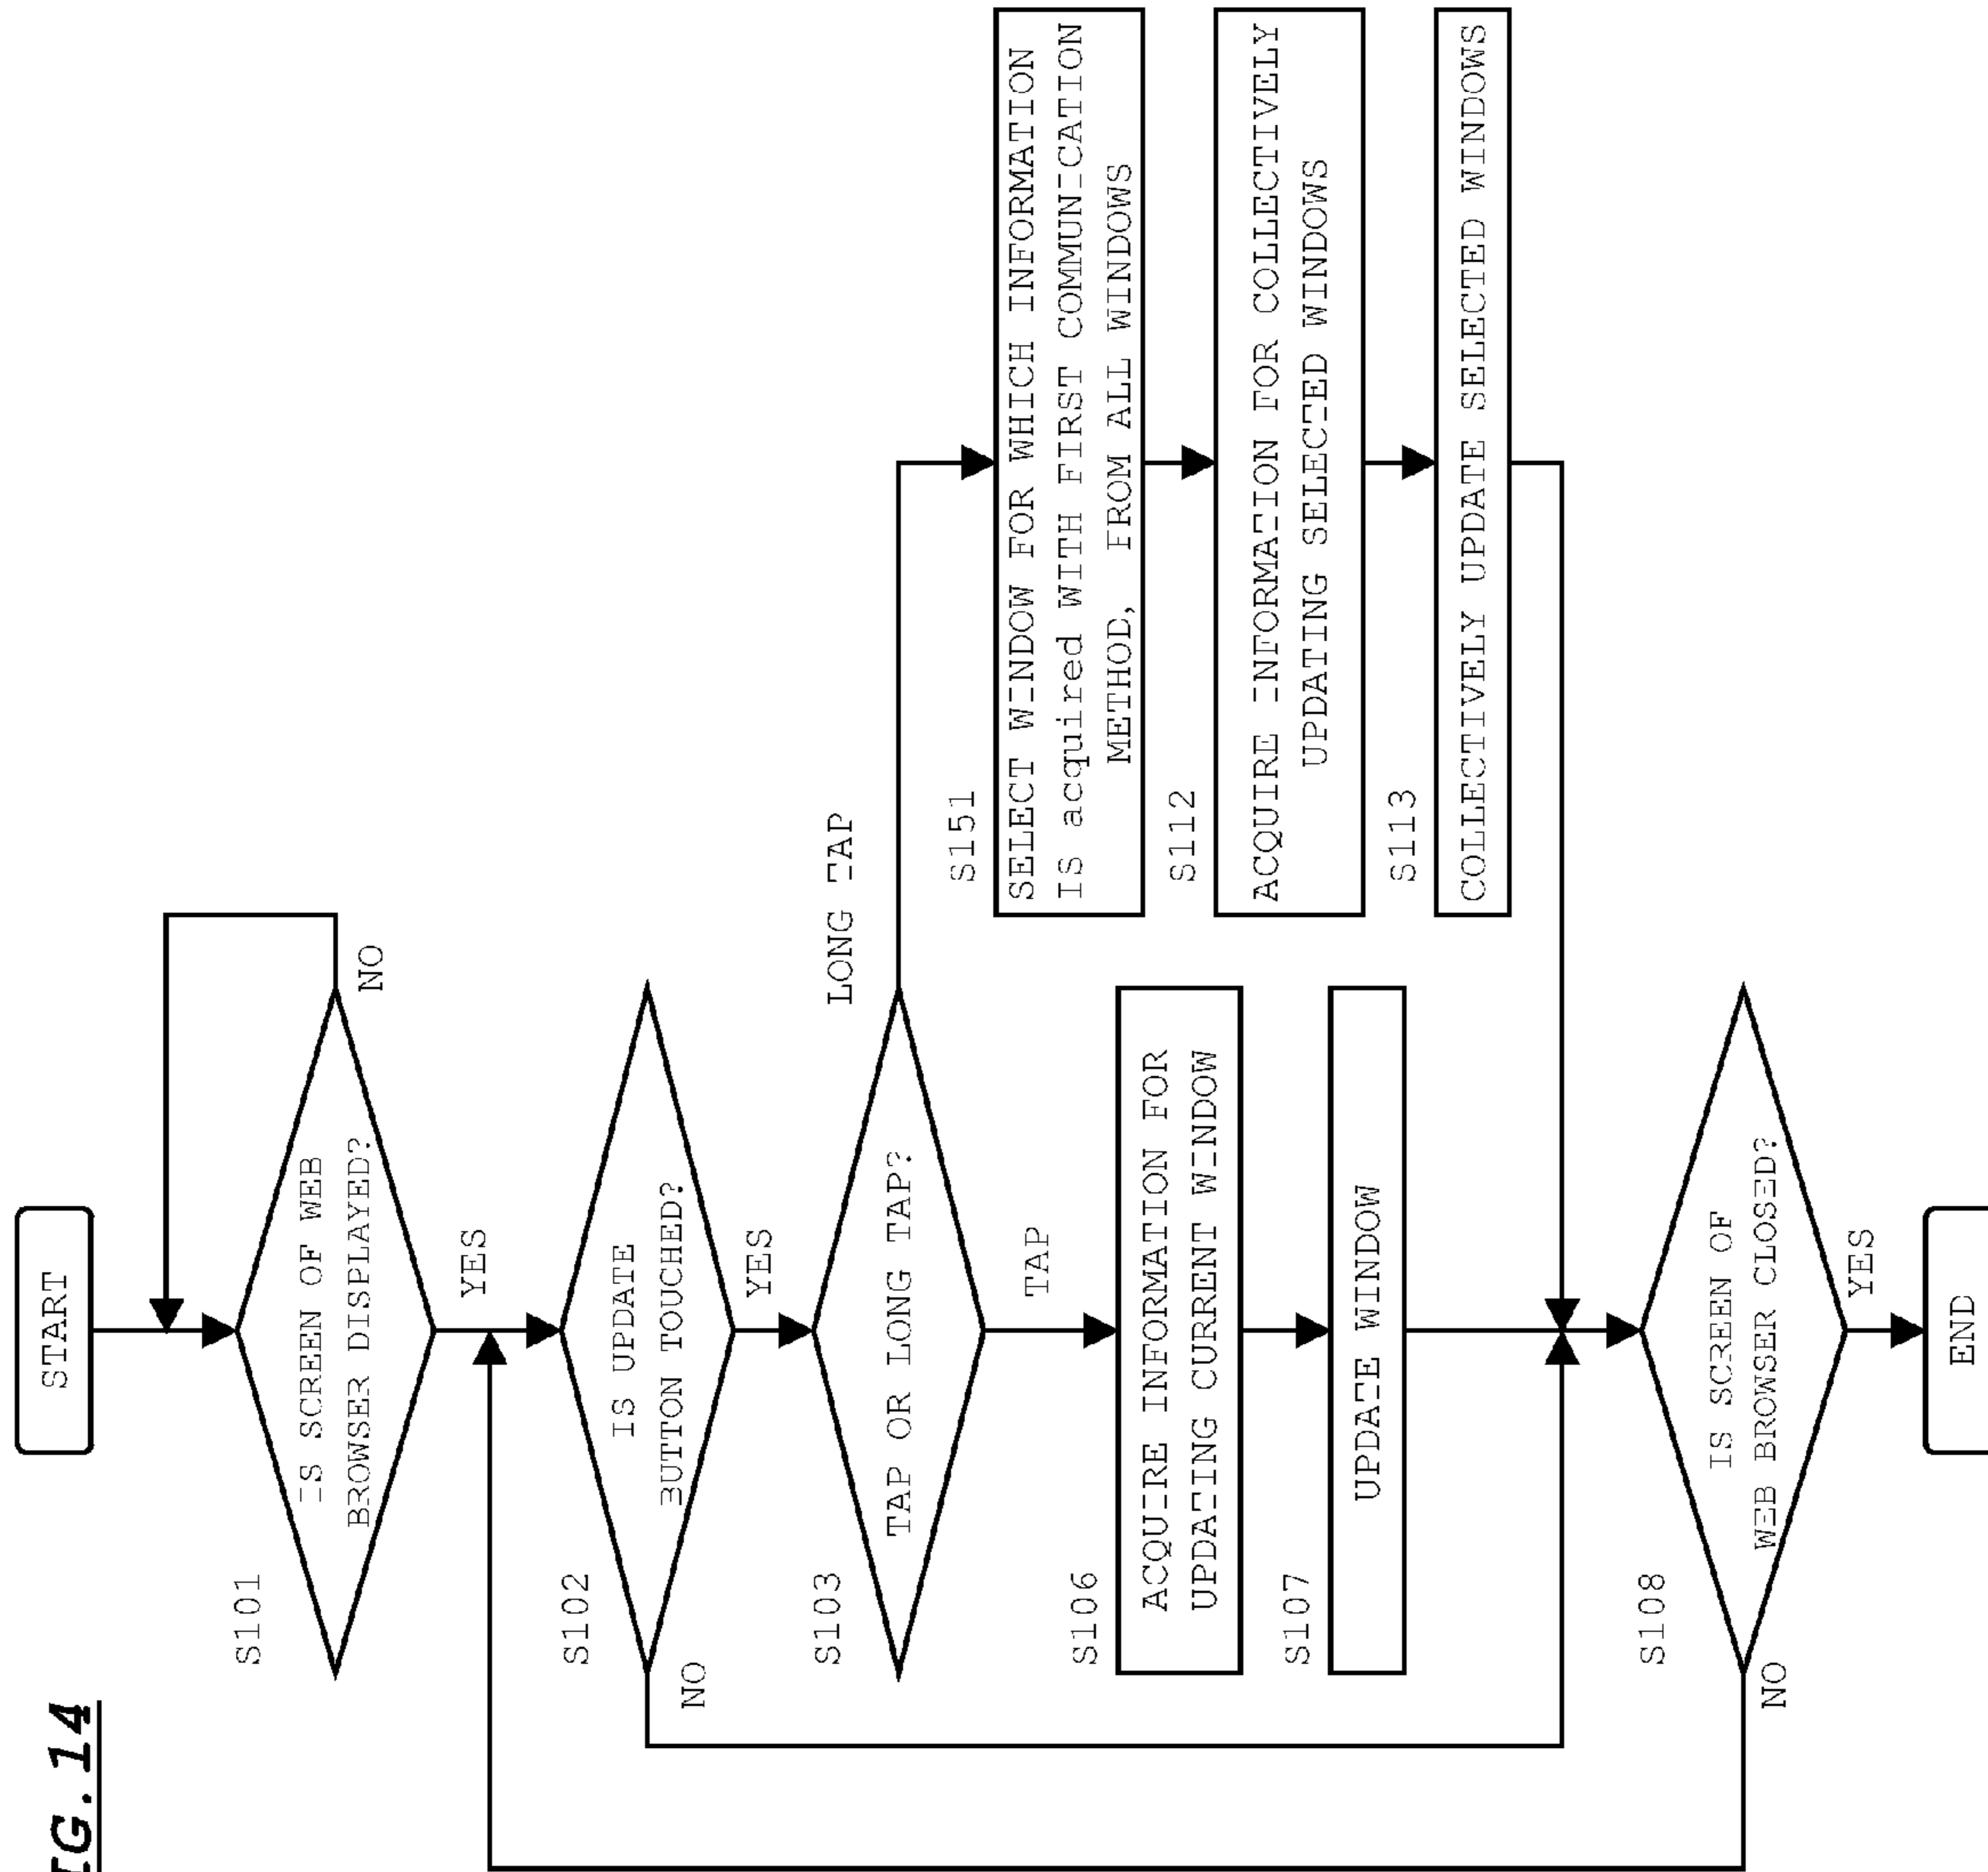 IG. 14
START
S101
IS SCREEN OF WEB
BROWSER DISPLAYED?
NO
YES
S102
IS UPDATE
BUTTON TOUCHED?
NO
YES
S103
TAP OR LONG TAP?
LONG TAP
TAP
S106
ACQUIRE INFORMATION FOR
UPDATING CURRENT WINDOW
S107
UPDATE WINDOW
S151
SELECT WINDOW FOR WHICH INFORMATION
IS acquired WITH FIRST COMMUNICATION
METHOD, FROM ALL WINDOWS
S112
ACQUIRE INFORMATION FOR COLLECTIVELY
UPDATING SELECTED WINDOWS
S113
COLLECTIVELY UPDATE SELECTED WINDOWS
S108
IS SCREEN OF
WEB BROWSER CLOSED?
NO
YES
END